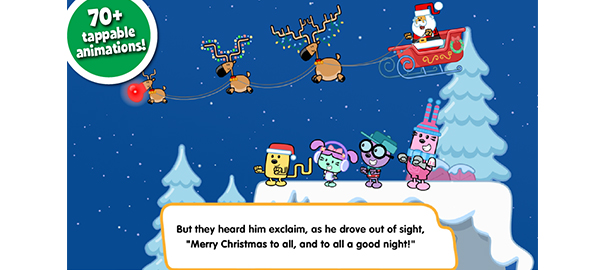 70+
tappable
animations!
But they heard him exclaim, as he drove out of sight,
"Merry Christmas to all, and to all a good night!"